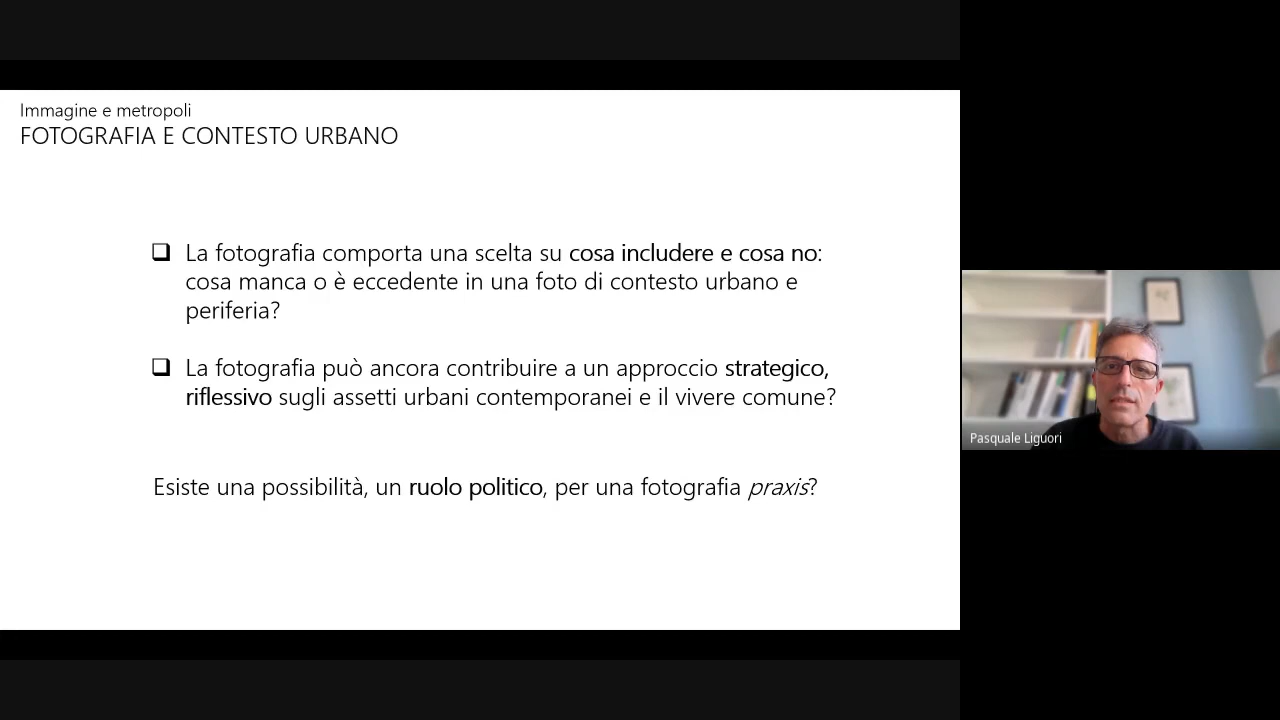 Immagine e metropoli
FOTOGRAFIA E CONTESTO URBANO
❑ La fotografia comporta una scelta su cosa includere e cosa no:
cosa manca o è eccedente in una foto di contesto urbano e
periferia?
❑ La fotografia può ancora contribuire a un approccio strategico,
riflessivo sugli assetti urbani contemporanei e il vivere comune?
Esiste una possibilità, un ruolo politico, per una fotografia praxis?
Pasquale Liguori